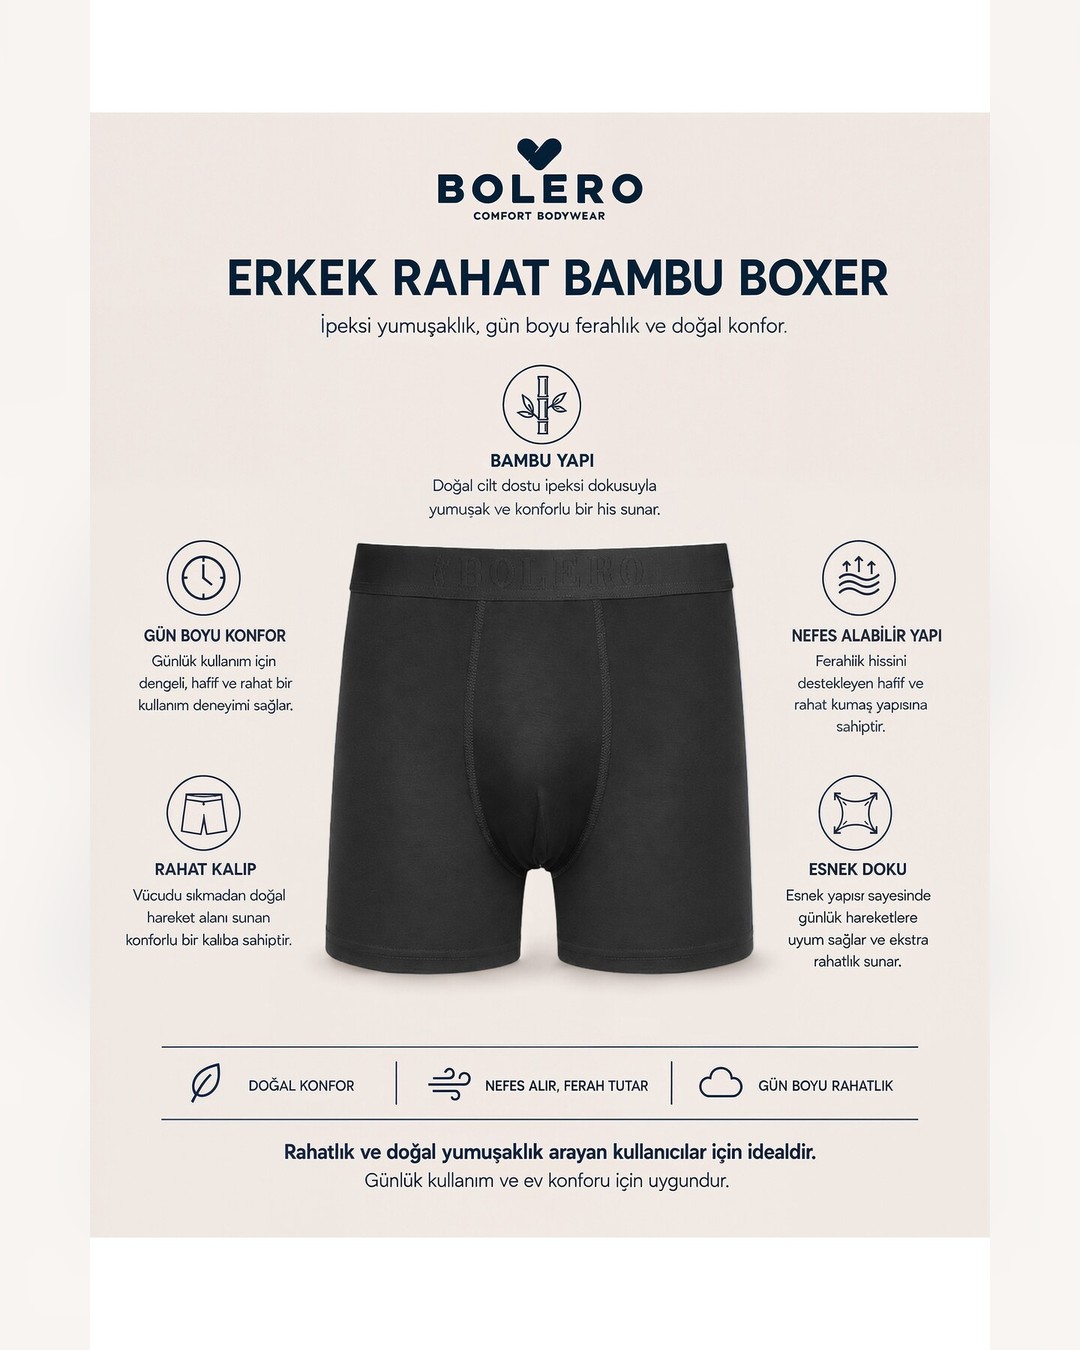 BOLERO
COMFORT BODYWEAR
ERKEK RAHAT BAMBU BOXER
İpeksi yumuşaklık, gün boyu ferahlık ve doğal konfor.
BAMBU YAPI
Doğal cilt dostu ipeksi dokusuyla
yumuşak ve konforlu bir his sunar.
BOLERO
GÜN BOYU KONFOR
Günlük kullanım için
dengeli, hafif ve rahat bir
kullanım deneyimi sağlar.
NEFES ALABİLİR YAPI
Ferahlık hissini
destekleyen hafif ve
rahat kumaş yapısına
sahiptir.
RAHAT KALIP
Vücudu sıkmadan doğal
hareket alanı sunan
konforlu bir kalıba sahiptir.
ESNEK DOKU
Esnek yapısı sayesinde
günlük hareketlere
uyum sağlar ve ekstra
rahatlık sunar.
DOĞAL KONFOR
NEFES ALIR, FERAH TUTAR
GÜN BOYU RAHATLIK
Rahatlık ve doğal yumuşaklık arayan kullanıcılar için idealdir.
Günlük kullanım ve ev konforu için uygundur.